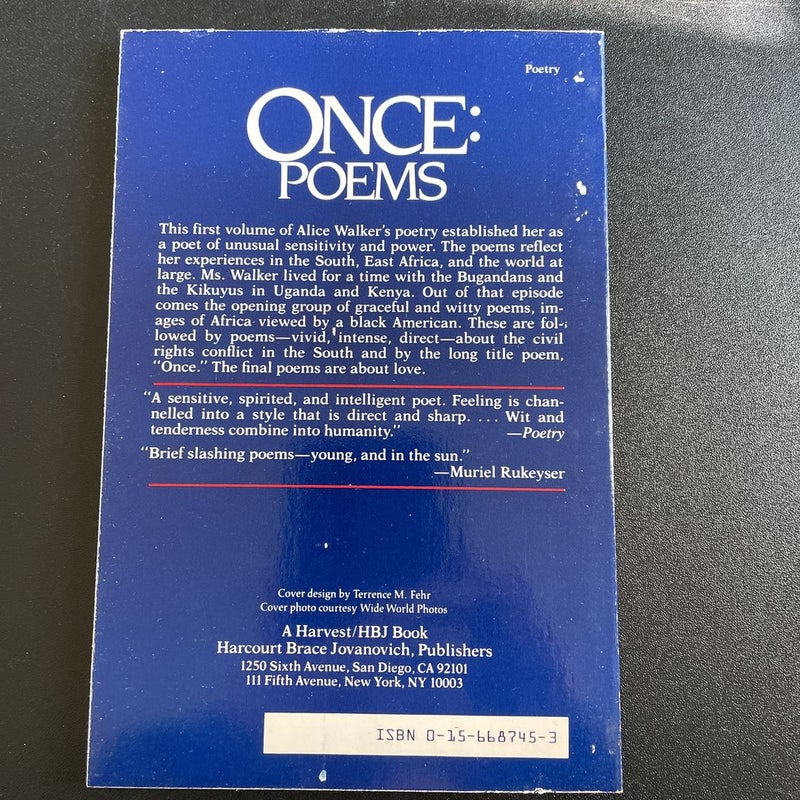 Poetry
ONCE:
POEMS
This first volume of Alice Walker's poetry established her as
a poet of unusual sensitivity and power. The poems reflect
her experiences in the South, East Africa, and the world at
large. Ms. Walker lived for a time with the Bugandans and
the Kikuyus in Uganda and Kenya. Out of that episode
comes the opening group of graceful and witty poems, im-
ages of Africa viewed by a black American. These are fol-
lowed by poems—vivid, intense, direct—about the civil
rights conflict in the South and by the long title poem,
"Once." The final poems are about love.
"A sensitive, spirited, and intelligent poet. Feeling is chan-
nelled into a style that is direct and sharp. . . . Wit and
tenderness combine into humanity." —Poetry
"Brief slashing poems—young, and in the sun."
—Muriel Rukeyser
Cover design by Terrence M. Fehr
Cover photo courtesy Wide World Photos
A Harvest/HBJ Book
Harcourt Brace Jovanovich, Publishers
1250 Sixth Avenue, San Diego, CA 92101
111 Fifth Avenue, New York, NY 10003
ISBN 0-15-668745-3